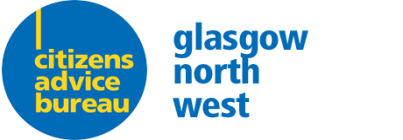 citizens
advice
bureau
glasgow
north
west